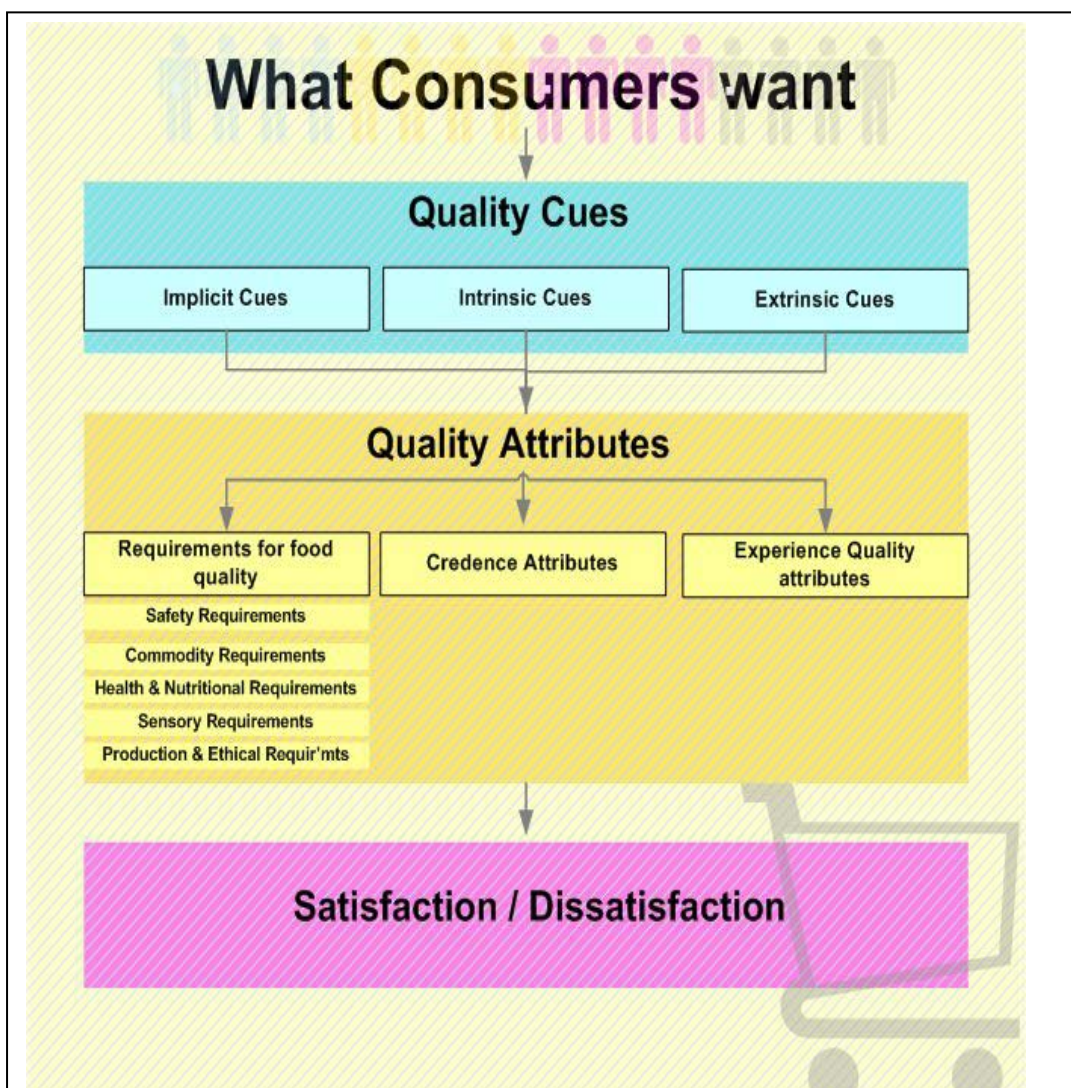 What Consumers want
Quality Cues
Implicit Cues
Intrinsic Cues
Extrinsic Cues
Quality Attributes
Requirements for food
quality
Credence Attributes
Experience Quality
attributes
Safety Requirements
Commodity Requirements
Health & Nutritional Requirements
Sensory Requirements
Production & Ethical Requir'mts
Satisfaction / Dissatisfaction